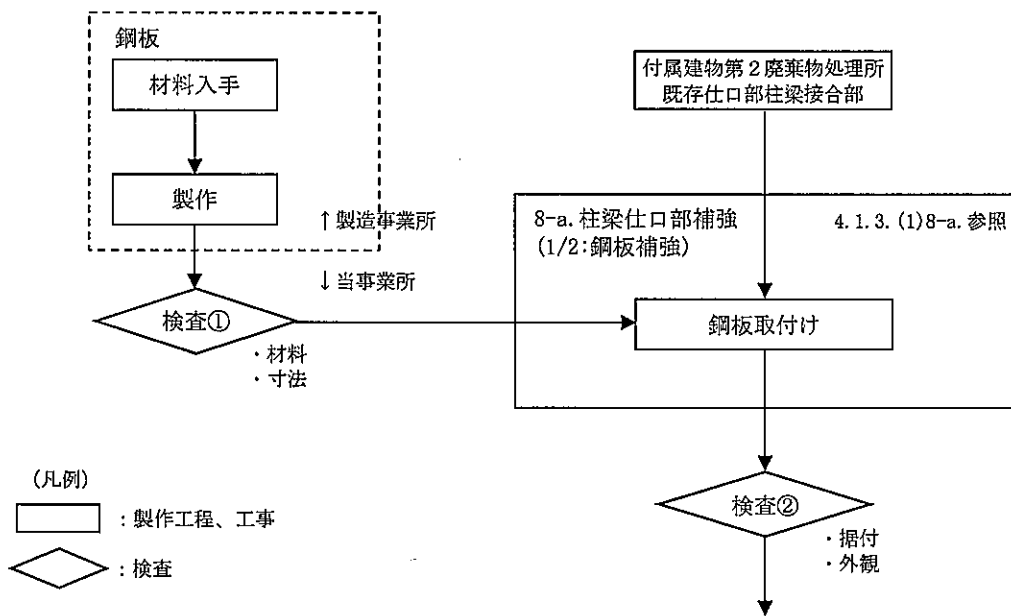 鋼板
材料入手
製作
↑製造事業所
↓当事業所
検査①
・材料
・寸法
付属建物第2廃棄物処理所
既存仕口部柱梁接合部
8-a.柱梁仕口部補強
(1/2:鋼板補強)
4.1.3.(1)8-a.参照
鋼板取付け
検査②
・据付
・外観
(凡例)
：製作工程、工事
：検査